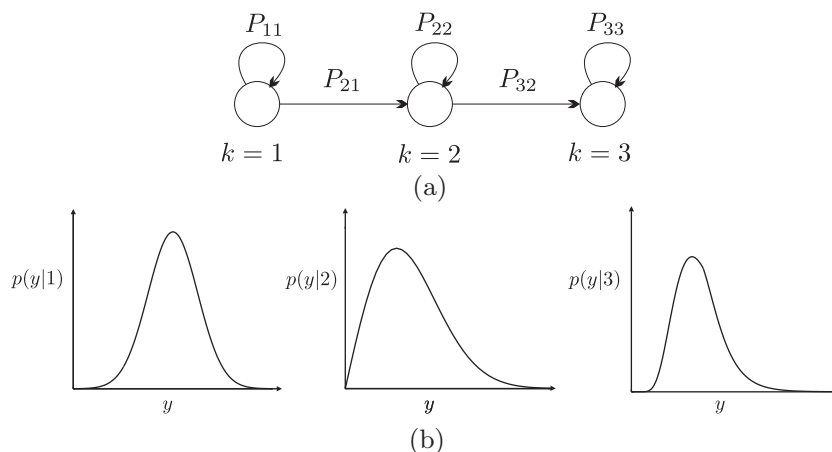 P₁₁ P₂₂ P₃₃
P₂₁ P₃₂
k = 1 k = 2 k = 3
(a)
p(y|1) p(y|2) p(y|3)
y y y
(b)